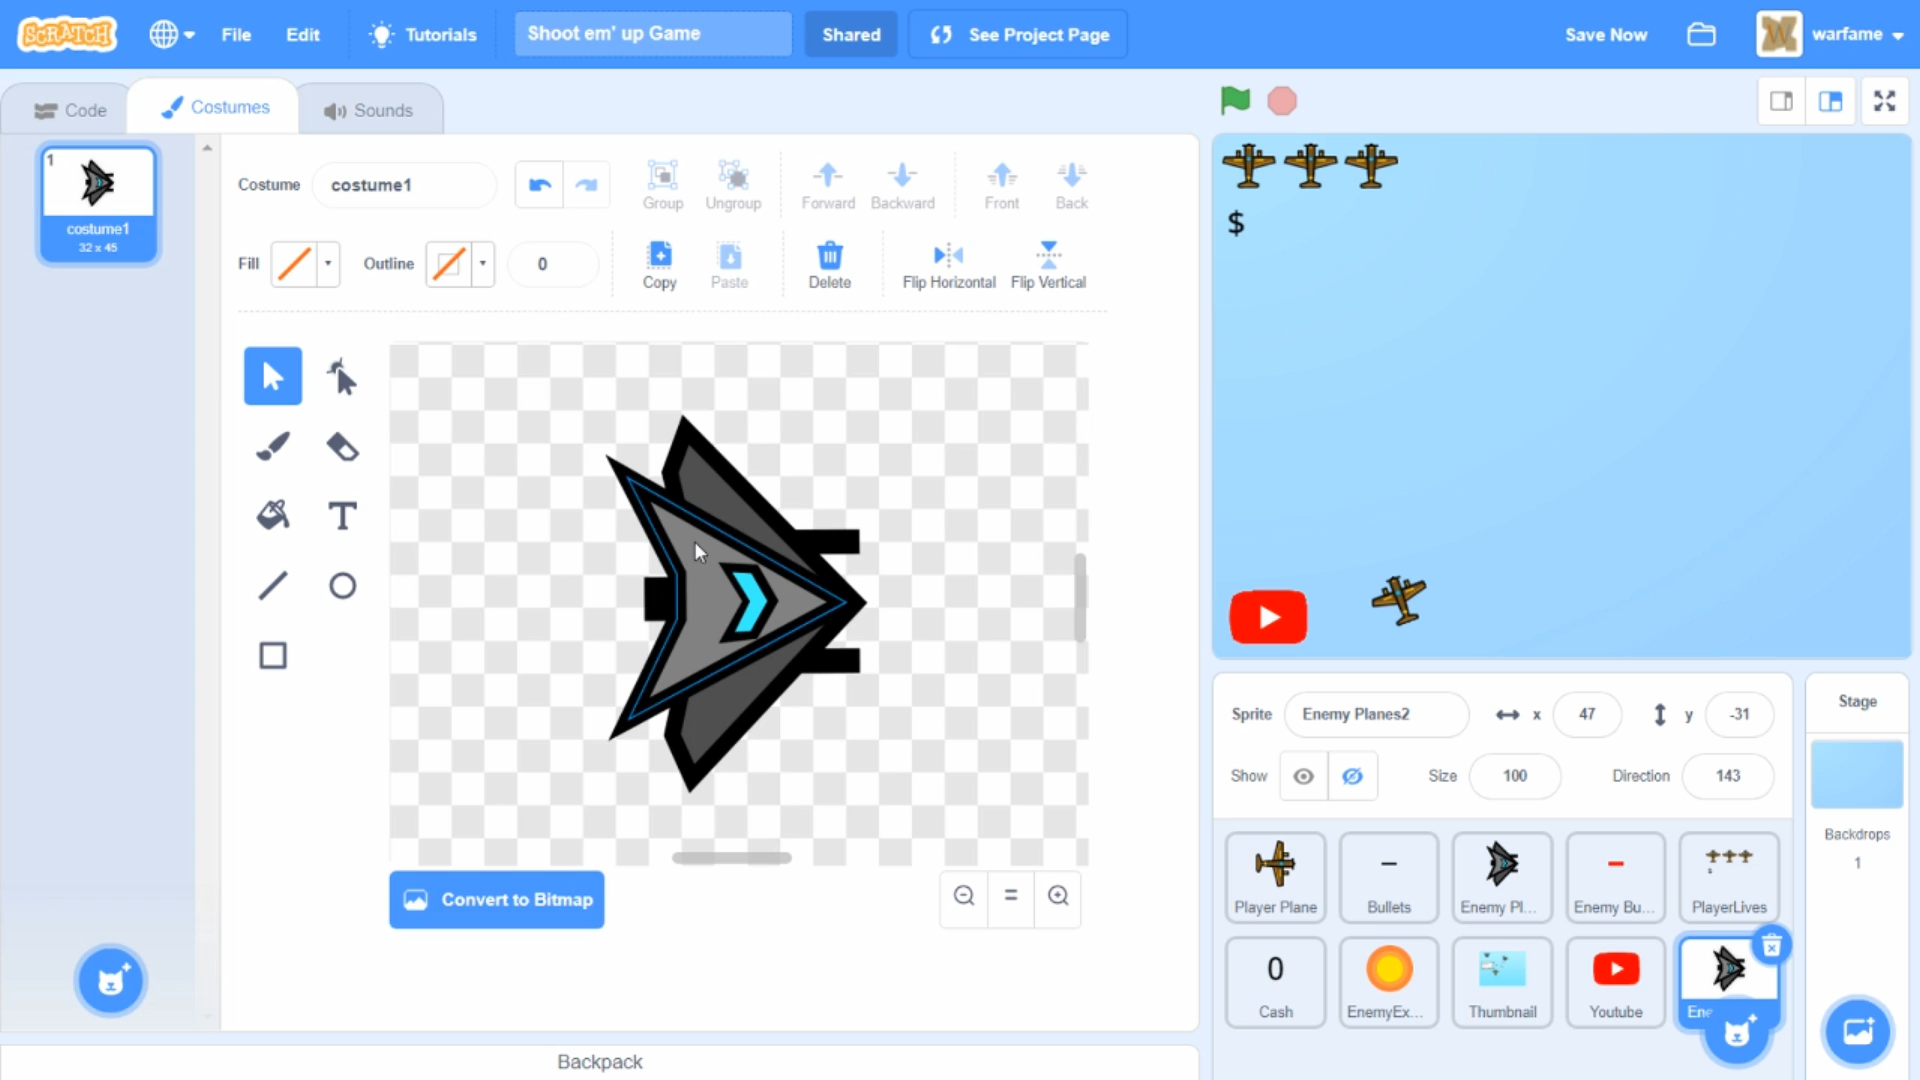 SCRATCH File Edit Tutorials Shoot em' up Game Shared See Project Page Save Now warfame
Code Costumes Sounds
1
costume1
32 x 45
Costume costume1 Group Ungroup Forward Backward Front Back
Fill Outline 0 Copy Paste Delete Flip Horizontal Flip Vertical
T
Convert to Bitmap
=
Backpack
$
Sprite Enemy Planes2 x 47 y -31
Show Size 100 Direction 143
Player Plane Bullets Enemy Pl... Enemy Bu... PlayerLives
0
Cash EnemyEx... Thumbnail Youtube Ene
Stage
Backdrops
1